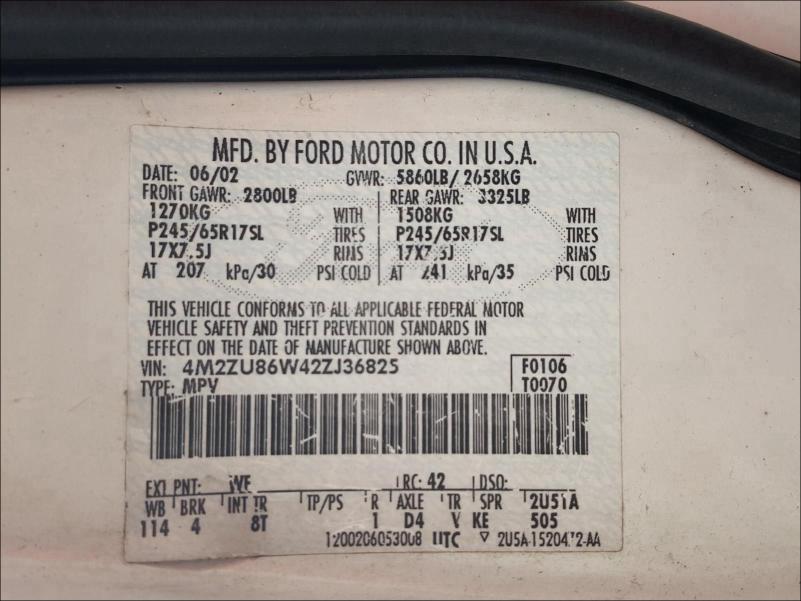 MFD. BY FORD MOTOR CO. IN U.S.A.
DATE: 06/02 GVWR: 5860LB/ 2658KG
FRONT GAWR: 2800LB REAR GAWR: 3325LB
1270KG WITH 1508KG WITH
P245/65R17SL TIRES P245/65R17SL TIRES
17X7.5J RIMS 17X7.5J RIMS
AT 207 kPa/30 PSI COLD AT 241 kPa/35 PSI COLD
THIS VEHICLE CONFORMS TO ALL APPLICABLE FEDERAL MOTOR
VEHICLE SAFETY AND THEFT PREVENTION STANDARDS IN
EFFECT ON THE DATE OF MANUFACTURE SHOWN ABOVE.
VIN: 4M2ZU86W42ZJ36825 F0106
TYPE: MPV T0070
EXT PNT: RC: 42 DSO:
WB BRK INT TR TP/PS R AXLE TR SPR 2U51A
114 4 8T 1 D4 V KE 505
1200206053008 UTC ▽ 2U5A-15204 2-AA